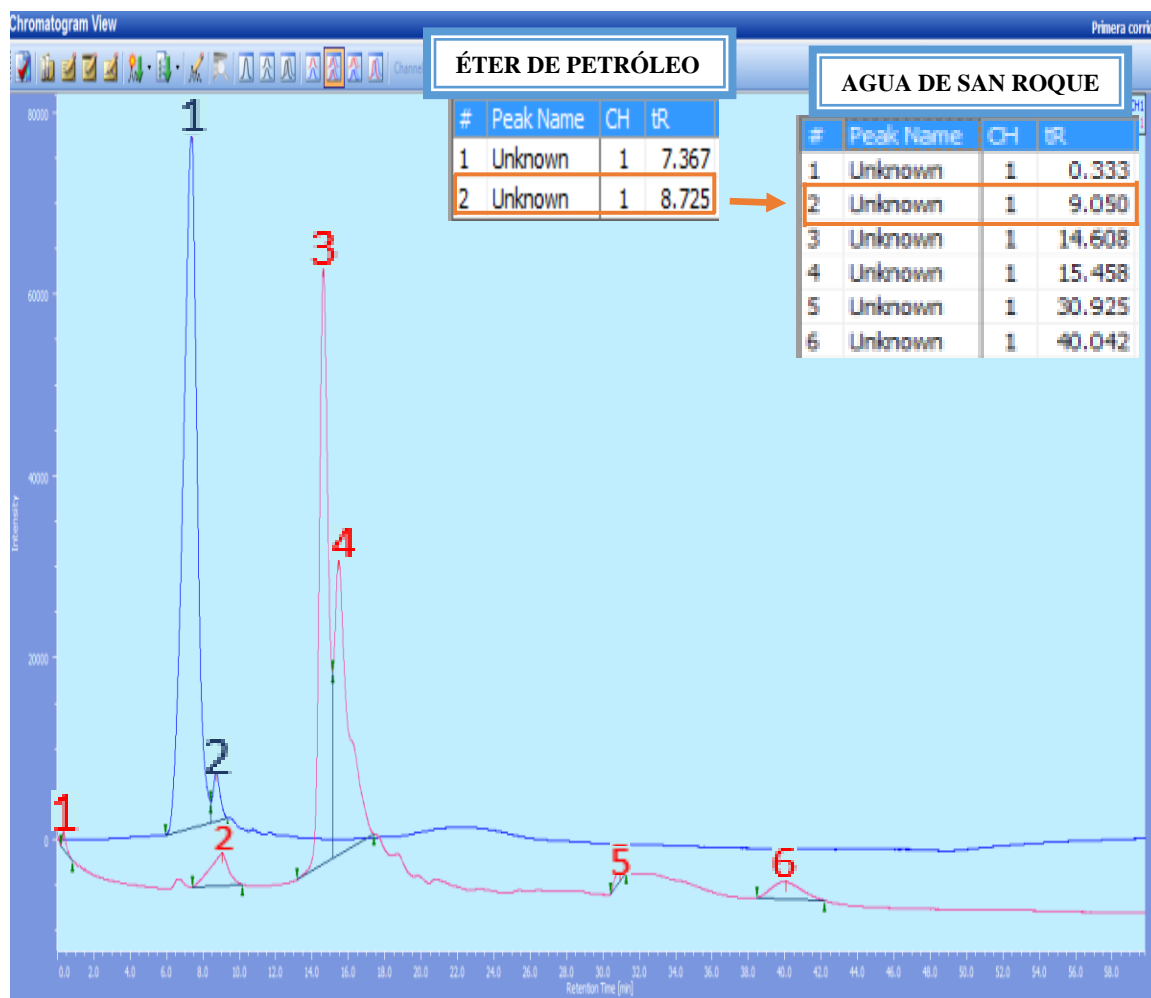 Chromatogram View
Primera corri
ÉTER DE PETRÓLEO
# Peak Name CH tR
1 Unknown 1 7.367
2 Unknown 1 8.725
AGUA DE SAN ROQUE
# Peak Name CH tR
1 Unknown 1 0.333
2 Unknown 1 9.050
3 Unknown 1 14.608
4 Unknown 1 15.458
5 Unknown 1 30.925
6 Unknown 1 40.042
Channel
CH1
80000
60000
40000
20000
0
Intensity
1
2
1
2
3
4
5
6
0.0 2.0 4.0 6.0 8.0 10.0 12.0 14.0 16.0 18.0 20.0 22.0 24.0 26.0 28.0 30.0 32.0 34.0 36.0 38.0 40.0 42.0 44.0 46.0 48.0 50.0 52.0 54.0 56.0 58.0
Retention Time [min]